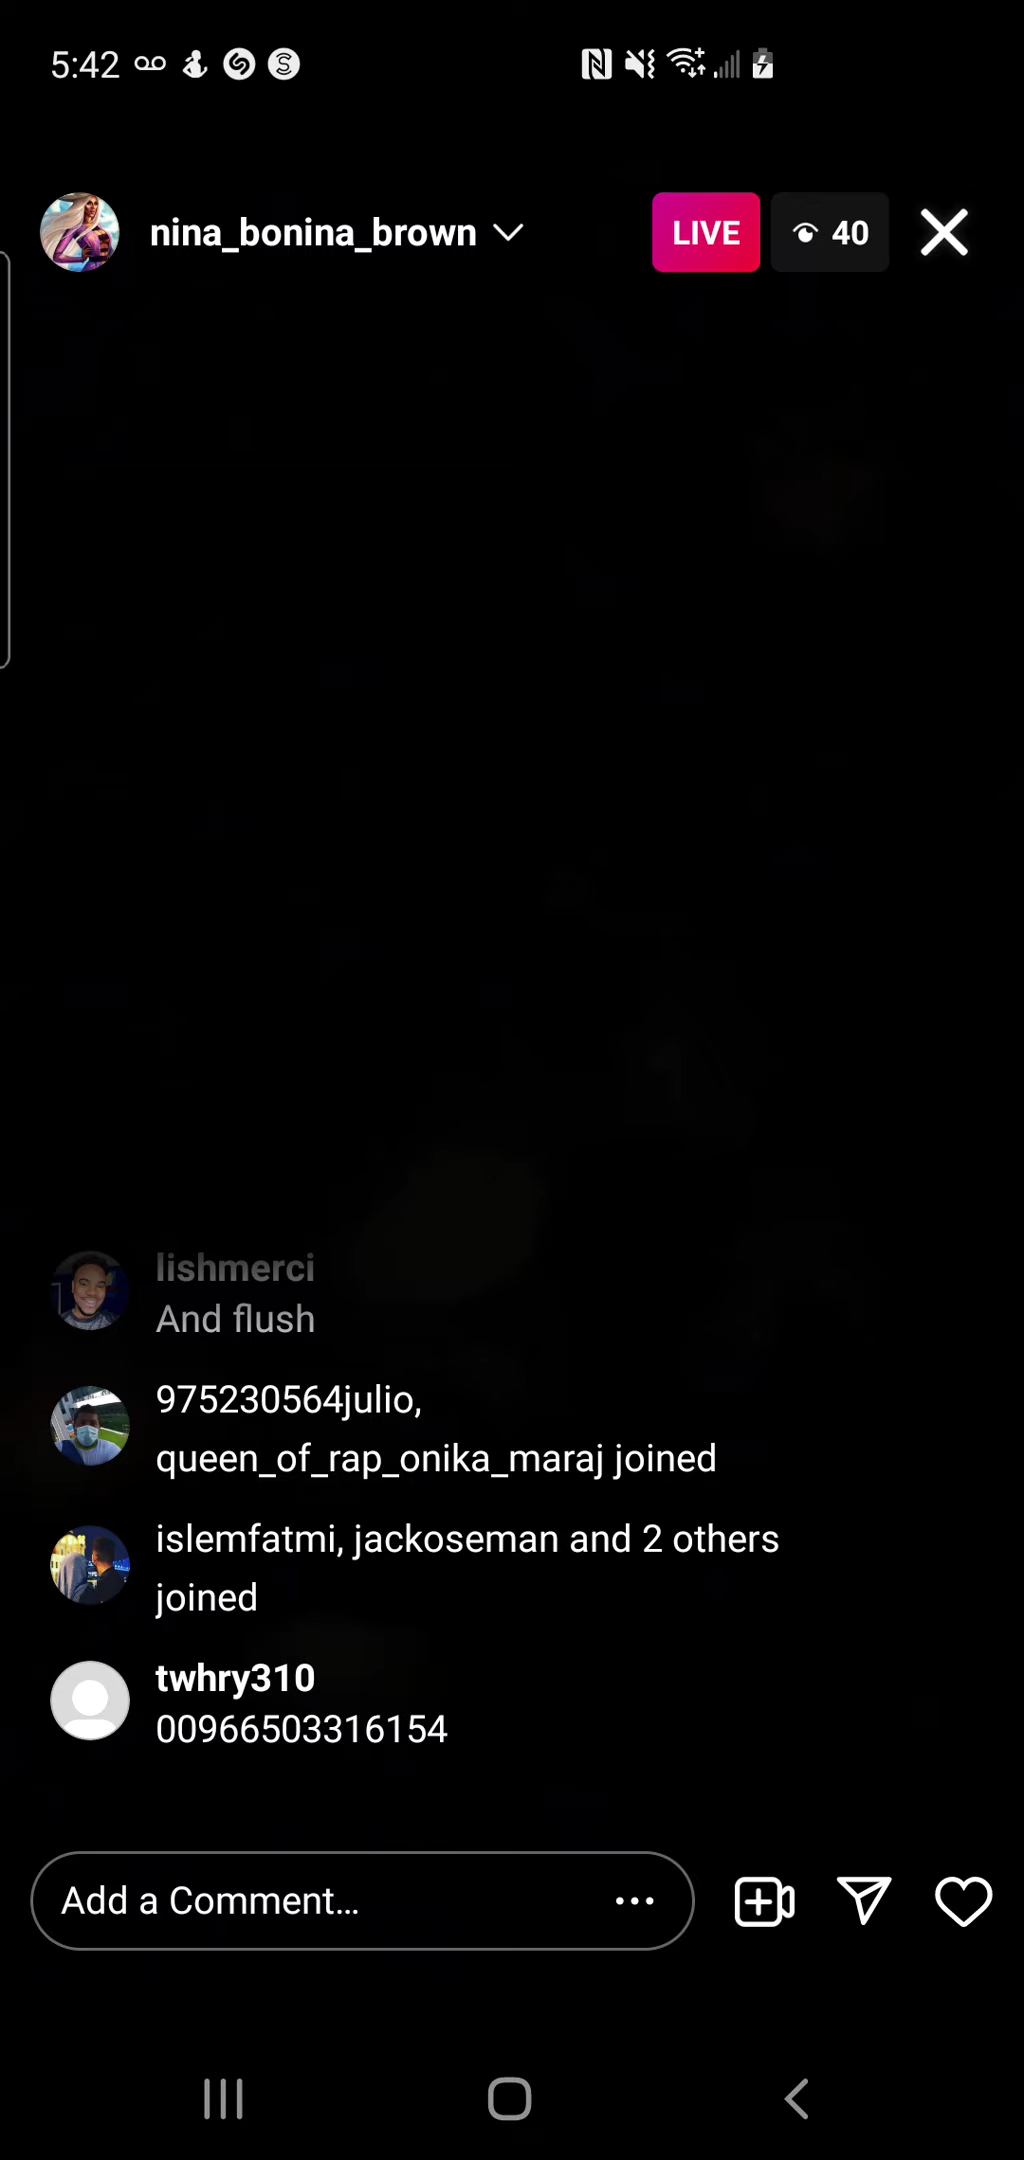 5:42
nina_bonina_brown
LIVE
40
lishmerci
And flush
975230564julio,
queen_of_rap_onika_maraj joined
islemfatmi, jackoseman and 2 others
joined
twhry310
00966503316154
Add a Comment...